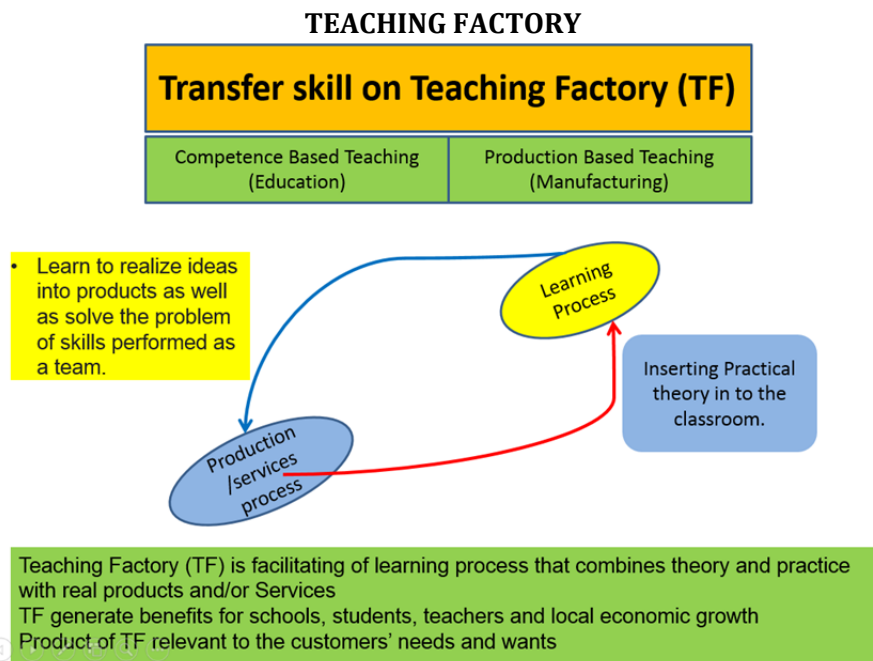 TEACHING FACTORY
Transfer skill on Teaching Factory (TF)
Competence Based Teaching
(Education)
Production Based Teaching
(Manufacturing)
• Learn to realize ideas
into products as well
as solve the problem
of skills performed as
a team.
Learning
Process
Inserting Practical
theory in to the
classroom.
Production
/services
process
Teaching Factory (TF) is facilitating of learning process that combines theory and practice
with real products and/or Services
TF generate benefits for schools, students, teachers and local economic growth
Product of TF relevant to the customers’ needs and wants